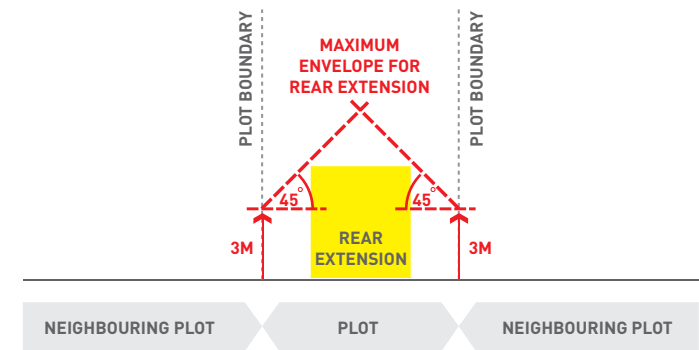 PLOT BOUNDARY
MAXIMUM
ENVELOPE FOR
REAR EXTENSION
PLOT BOUNDARY
45°
45°
3M
REAR
EXTENSION
3M
NEIGHBOURING PLOT
PLOT
NEIGHBOURING PLOT